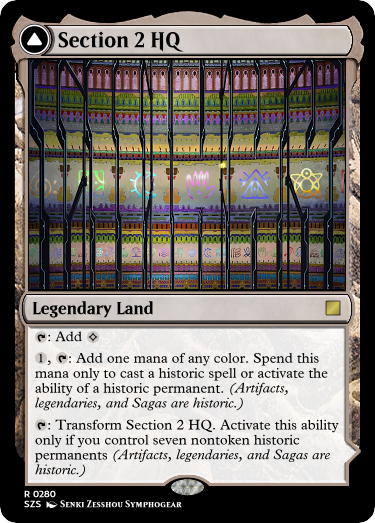 Section 2 HQ
Legendary Land
: Add
1, : Add one mana of any color. Spend this
mana only to cast a historic spell or activate the
ability of a historic permanent. (Artifacts,
legendaries, and Sagas are historic.)
: Transform Section 2 HQ. Activate this ability
only if you control seven nontoken historic
permanents (Artifacts, legendaries, and Sagas are
historic.)
R 0280
SZS Senki Zesshou Symphogear